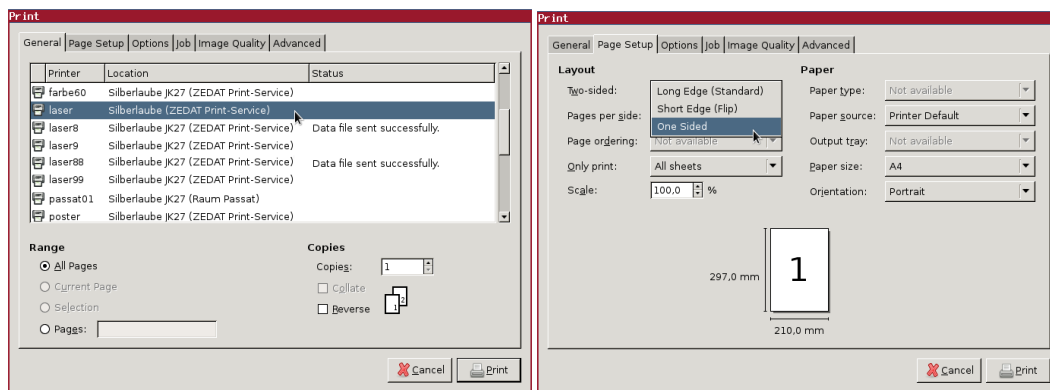 Print
General Page Setup Options Job Image Quality Advanced
Printer Location Status
farbe60 Silberlaube JK27 (ZEDAT Print-Service)
laser Silberlaube (ZEDAT Print-Service)
laser8 Silberlaube JK27 (ZEDAT Print-Service) Data file sent successfully.
laser9 Silberlaube JK27 (ZEDAT Print-Service)
laser88 Silberlaube JK27 (ZEDAT Print-Service) Data file sent successfully.
laser99 Silberlaube JK27 (ZEDAT Print-Service)
passat01 Silberlaube JK27 (Raum Passat)
poster Silberlaube JK27 (ZEDAT Print-Service)
Range Copies
All Pages Copies: 1
Current Page Collate
Selection Reverse
1 2
Pages:
Cancel Print
Print
General Page Setup Options Job Image Quality Advanced
Layout Paper
Two-sided: Long Edge (Standard) Paper type: Not available
Short Edge (Flip)
Pages per side: One Sided Paper source: Printer Default
Page ordering: Not available Output tray: Not available
Only print: All sheets Paper size: A4
Scale: 100,0 % Orientation: Portrait
297,0 mm 1
210,0 mm
Cancel Print